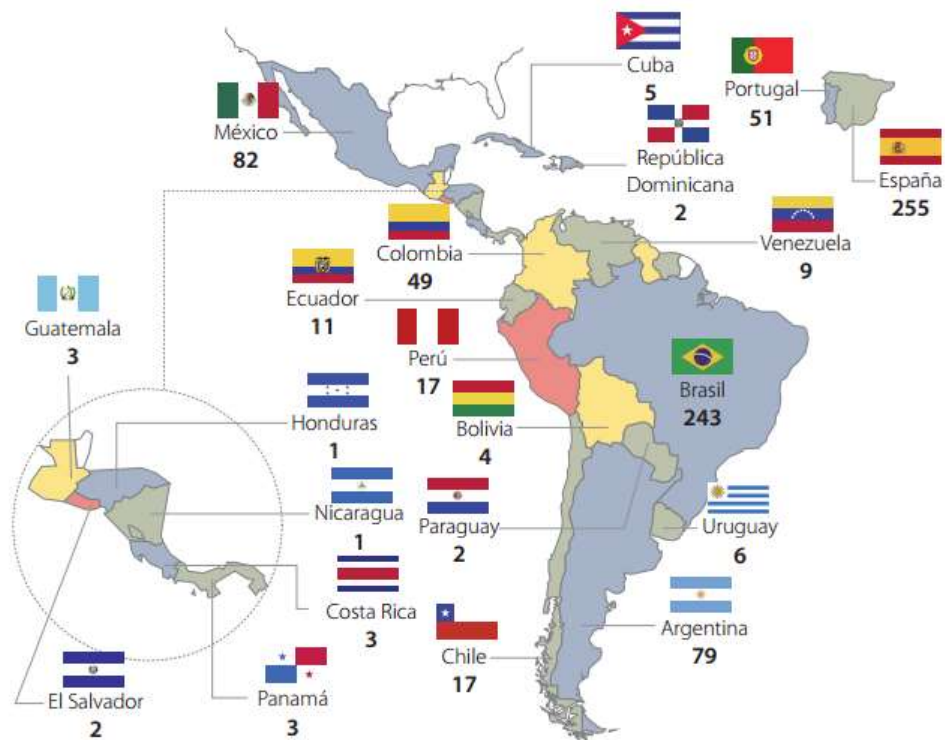 Cuba
5
Portugal
51
México
82
República
Dominicana
2
España
255
Colombia
49
Venezuela
9
Ecuador
11
Guatemala
3
Perú
17
Brasil
243
Honduras
1
Bolivia
4
Nicaragua
1
Paraguay
2
Uruguay
6
Costa Rica
3
Chile
17
Argentina
79
El Salvador
2
Panamá
3